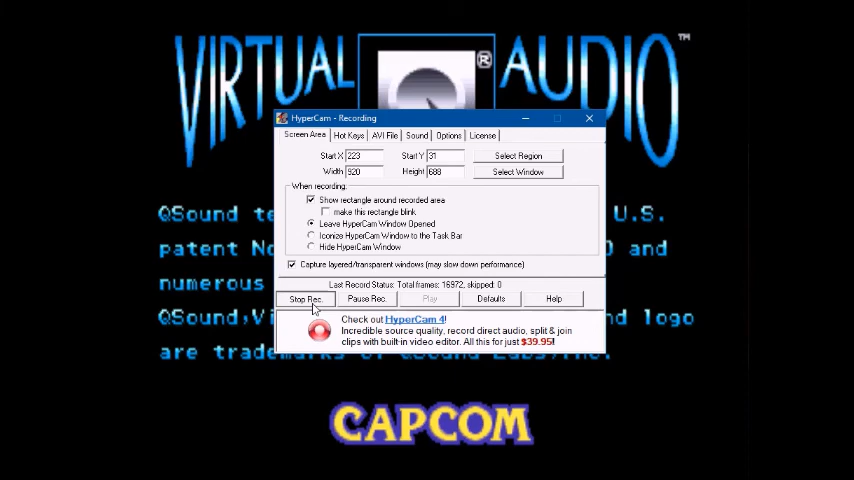 VIRTUAL AUDIO ™
®
HyperCam - Recording
Screen Area Hot Keys AVI File Sound Options License
Start X 223 Start Y 31 Select Region
Width 920 Height 688 Select Window
When recording:
Show rectangle around recorded area
make this rectangle blink
Leave HyperCam Window Opened
Iconize HyperCam Window to the Task Bar
Hide HyperCam Window
Capture layered/transparent windows (may slow down performance)
Last Record Status: Total frames: 16972, skipped: 0
Stop Rec. Pause Rec. Play Defaults Help
Check out HyperCam 4!
Incredible source quality, record direct audio, split & join
clips with built-in video editor. All this for just $39.95!
QSound te U.S.
patent No 0 and
numerous
QSound,Vi nd logo
are trademarks of QSound Labs,Inc.
CAPCOM